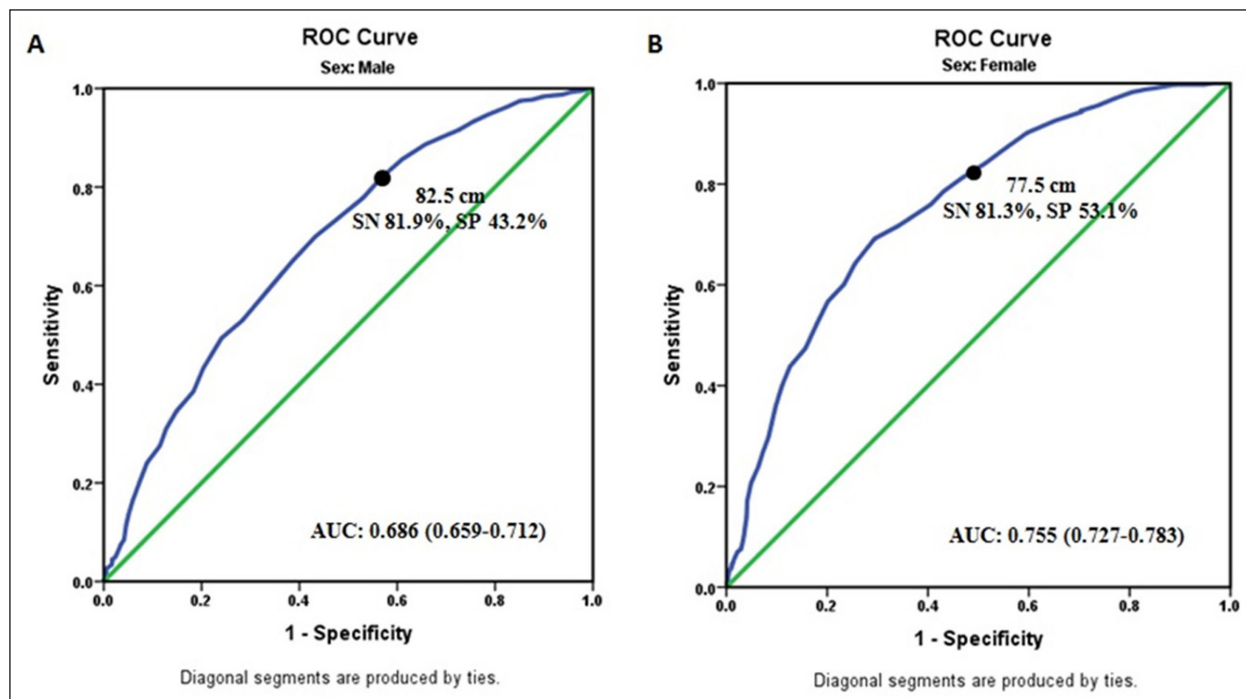 A
ROC Curve
Sex: Male
1.0
0.8
0.6
0.4
0.2
0.0
Sensitivity
82.5 cm
SN 81.9%, SP 43.2%
AUC: 0.686 (0.659-0.712)
0.0 0.2 0.4 0.6 0.8 1.0
1 - Specificity
Diagonal segments are produced by ties.
B
ROC Curve
Sex: Female
1.0
0.8
0.6
0.4
0.2
0.0
Sensitivity
77.5 cm
SN 81.3%, SP 53.1%
AUC: 0.755 (0.727-0.783)
0.0 0.2 0.4 0.6 0.8 1.0
1 - Specificity
Diagonal segments are produced by ties.